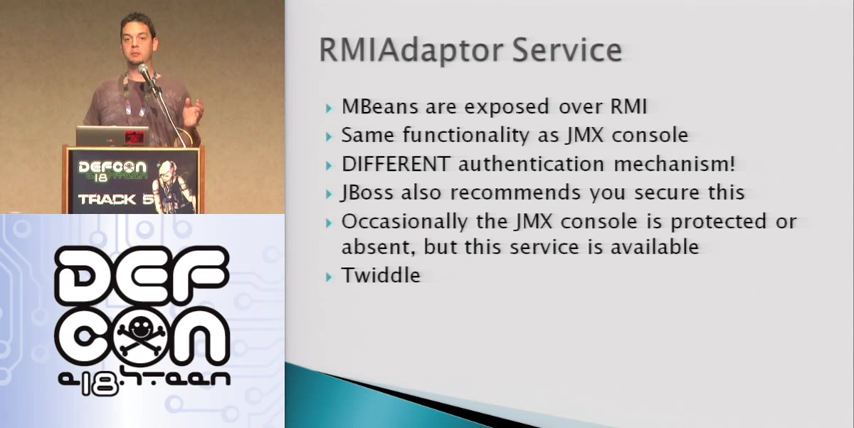 RMIAdaptor Service
MBeans are exposed over RMI
Same functionality as JMX console
DIFFERENT authentication mechanism!
JBoss also recommends you secure this
Occasionally the JMX console is protected or
absent, but this service is available
Twiddle
DEFCON
18
TRACK 5
DEF
CON
e18.hteen